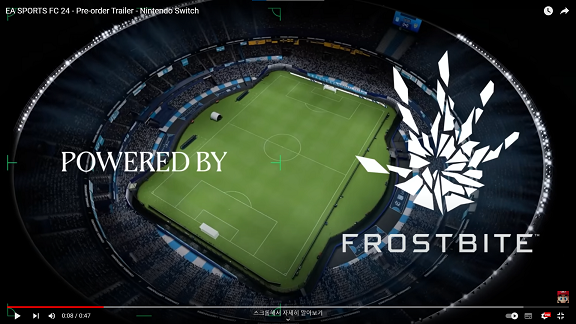 EA SPORTS FC 24 - Pre-order Trailer - Nintendo Switch
POWERED BY
FROSTBITE™
0:08 / 0:47
스크롤해서 자세히 알아보기